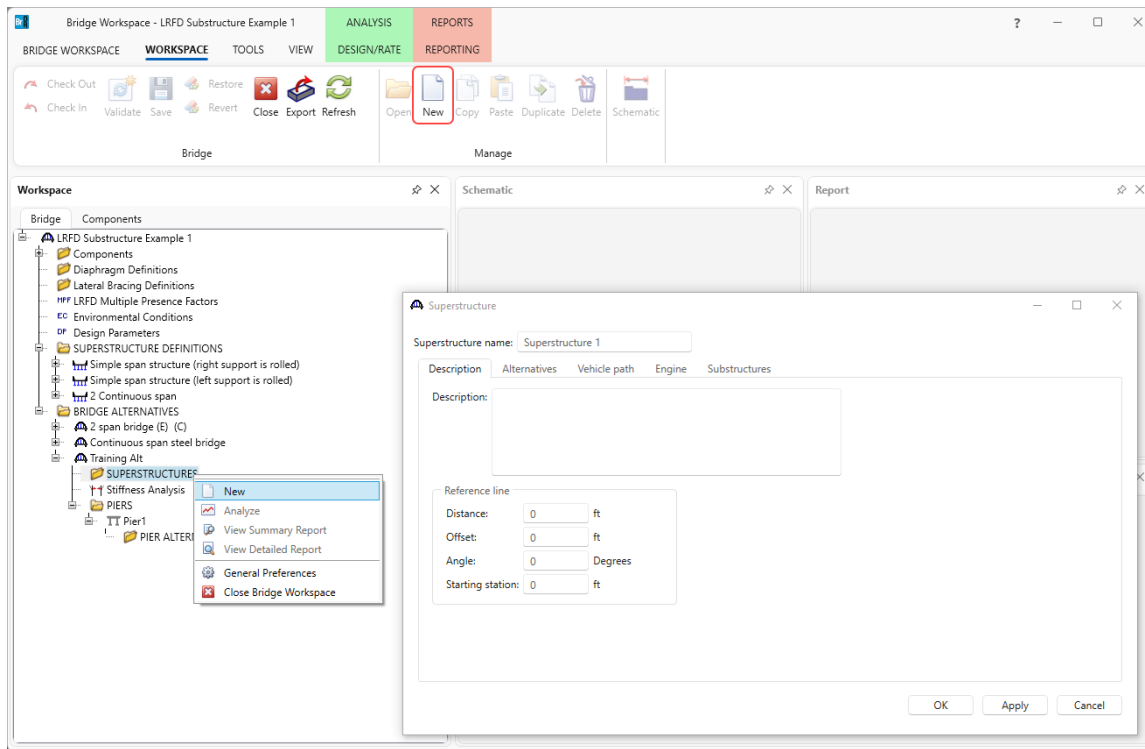 Br Bridge Workspace - LRFD Substructure Example 1 ANALYSIS REPORTS ?
BRIDGE WORKSPACE WORKSPACE TOOLS VIEW DESIGN/RATE REPORTING
Check Out Restore
Check In Validate Save Revert Close Export Refresh Open New Copy Paste Duplicate Delete Schematic
Bridge Manage
Workspace
Schematic
Report
Bridge Components
LRFD Substructure Example 1
Components
Diaphragm Definitions
Lateral Bracing Definitions
MPF LRFD Multiple Presence Factors
EC Environmental Conditions
DP Design Parameters
SUPERSTRUCTURE DEFINITIONS
Simple span structure (right support is rolled)
Simple span structure (left support is rolled)
2 Continuous span
BRIDGE ALTERNATIVES
2 span bridge (E) (C)
Continuous span steel bridge
Training Alt
SUPERSTRUCTURES
Stiffness Analysis
PIERS
Pier1
PIER ALTER
New
Analyze
View Summary Report
View Detailed Report
General Preferences
Close Bridge Workspace
Superstructure
Superstructure name: Superstructure 1
Description Alternatives Vehicle path Engine Substructures
Description:
Reference line
Distance: 0 ft
Offset: 0 ft
Angle: 0 Degrees
Starting station: 0 ft
OK Apply Cancel